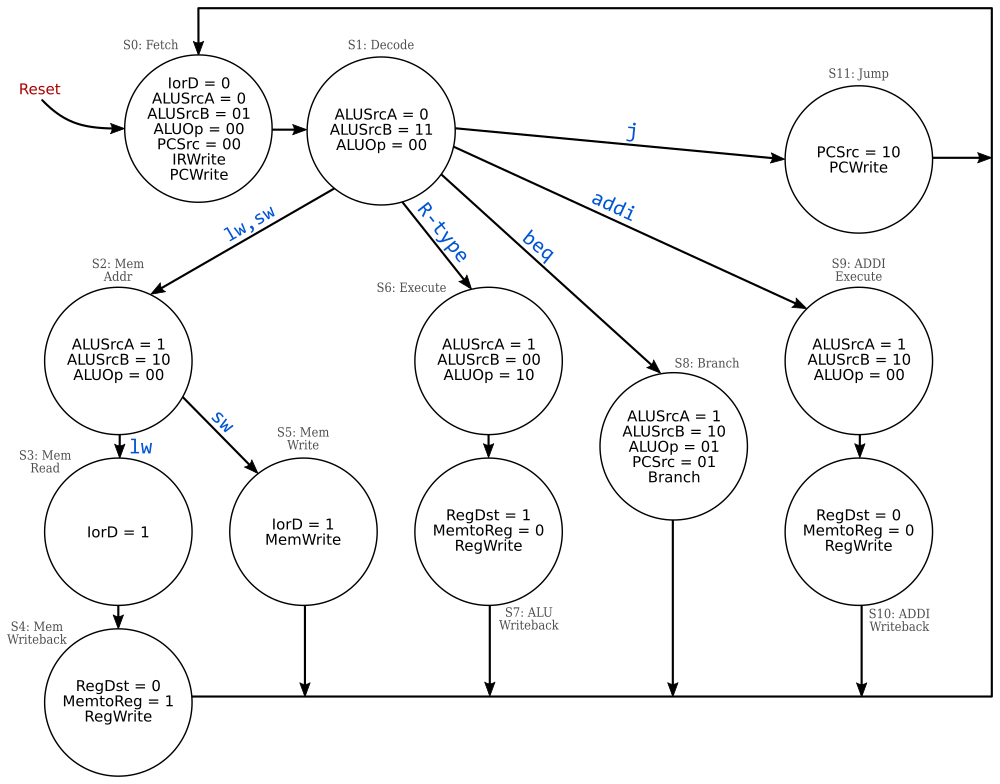 S0: Fetch
S1: Decode
S11: Jump
Reset
IorD = 0
ALUSrcA = 0
ALUSrcB = 01
ALUOp = 00
PCSrc = 00
IRWrite
PCWrite
ALUSrcA = 0
ALUSrcB = 11
ALUOp = 00
j
PCSrc = 10
PCWrite
lw,sw
R-type
beq
addi
S2: Mem
Addr
S6: Execute
S9: ADDI
Execute
ALUSrcA = 1
ALUSrcB = 10
ALUOp = 00
ALUSrcA = 1
ALUSrcB = 00
ALUOp = 10
S8: Branch
ALUSrcA = 1
ALUSrcB = 10
ALUOp = 01
PCSrc = 01
Branch
ALUSrcA = 1
ALUSrcB = 10
ALUOp = 00
sw
lw
S3: Mem
Read
S5: Mem
Write
IorD = 1
IorD = 1
MemWrite
RegDst = 1
MemtoReg = 0
RegWrite
RegDst = 0
MemtoReg = 0
RegWrite
S4: Mem
Writeback
S7: ALU
Writeback
S10: ADDI
Writeback
RegDst = 0
MemtoReg = 1
RegWrite